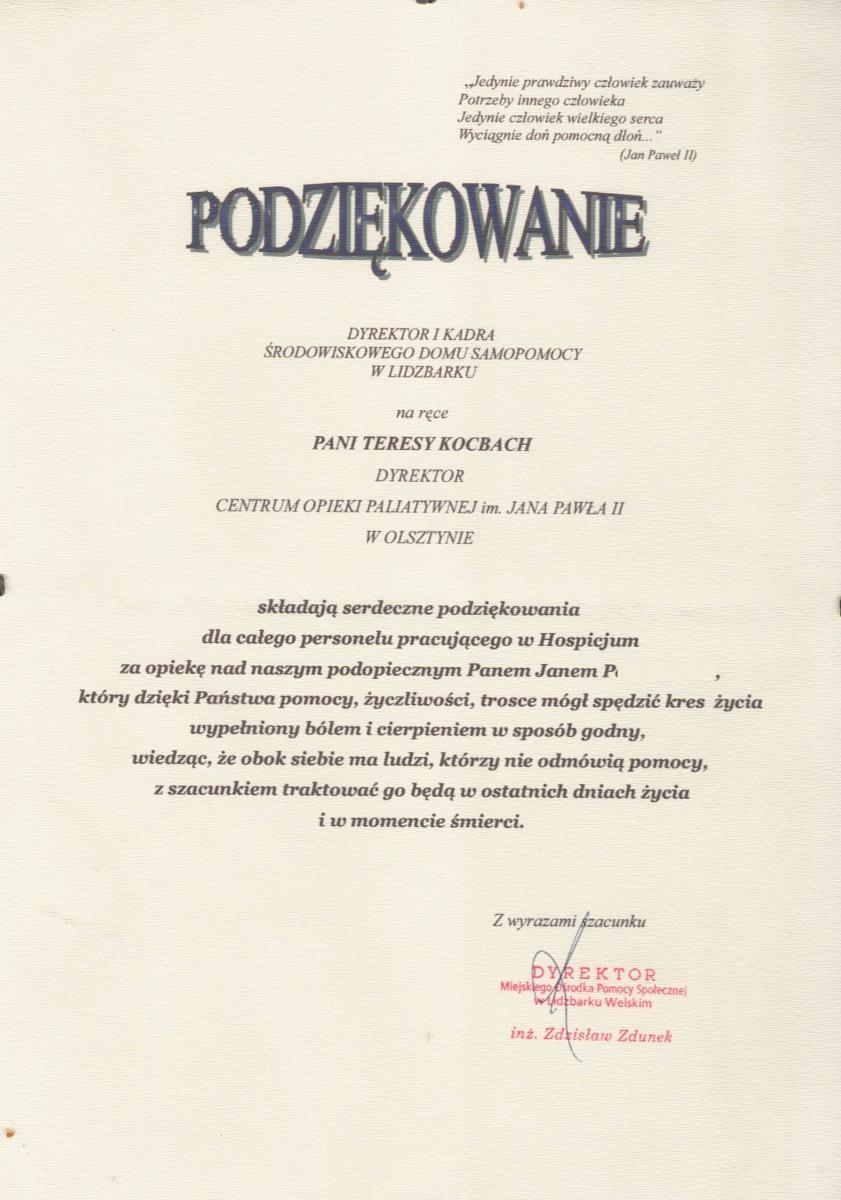 „Jedynie prawdziwy człowiek zauważy
Potrzeby innego człowieka
Jedynie człowiek wielkiego serca
Wyciągnie doń pomocną dłoń..."
(Jan Paweł II)
PODZIĘKOWANIE
DYREKTOR I KADRA
ŚRODOWISKOWEGO DOMU SAMOPOMOCY
W LIDZBARKU
na ręce
PANI TERESY KOCBACH
DYREKTOR
CENTRUM OPIEKI PALIATYWNEJ im. JANA PAWŁA II
W OLSZTYNIE
składają serdeczne podziękowania
dla całego personelu pracującego w Hospicjum
za opiekę nad naszym podopiecznym Panem Janem P ,
który dzięki Państwa pomocy, życzliwości, trosce mógł spędzić kres życia
wypełniony bólem i cierpieniem w sposób godny,
wiedząc, że obok siebie ma ludzi, którzy nie odmówią pomocy,
z szacunkiem traktować go będą w ostatnich dniach życia
i w momencie śmierci.
Z wyrazami szacunku
DYREKTOR
Miejskiego Ośrodka Pomocy Społecznej
w Lidzbarku Welskim
inż. Zdzisław Zdunek